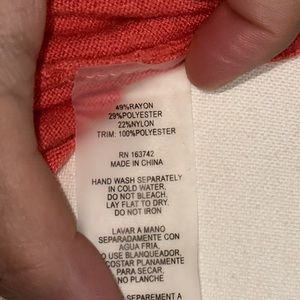 49%RAYON
29%POLYESTER
22%NYLON
TRIM: 100%POLYESTER
RN 163742
MADE IN CHINA
HAND WASH SEPARATELY
IN COLD WATER.
DO NOT BLEACH.
LAY FLAT TO DRY.
DO NOT IRON
LAVAR A MANO
SEPARADAMENTE CON
AGUA FRIA.
O USE BLANQUEADOR.
COSTAR PLANAMENTE
PARA SECAR.
NO PLANCHE
SEPAREMENT A